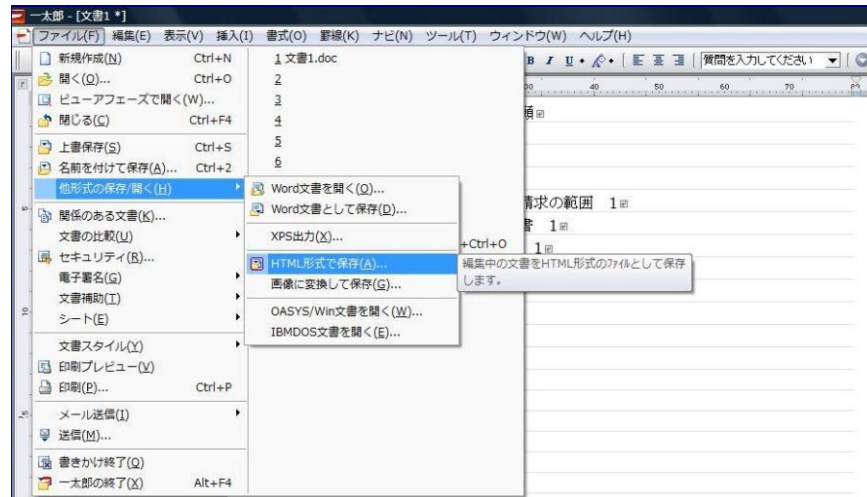 一太郎 - [文書1 *]
ファイル(F) 編集(E) 表示(V) 挿入(I) 書式(O) 罫線(K) ナビ(N) ツール(T) ウィンドウ(W) ヘルプ(H)
B I U 質問を入力してください
新規作成(N) Ctrl+N
開く(O)... Ctrl+O
ビューアフェーズで開く(W)...
閉じる(C) Ctrl+F4
上書保存(S) Ctrl+S
名前を付けて保存(A)... Ctrl+2
他形式の保存/開く(H)
関係のある文書(K)...
文書の比較(U)
セキュリティ(R)...
電子署名(G)
文書補助(T)
シート(E)
文書スタイル(Y)
印刷プレビュー(V)
印刷(P)... Ctrl+P
メール送信(I)
送信(M)...
書きかけ終了(Q)
一太郎の終了(X) Alt+F4
1 文書1.doc
2
3
4
5
6
Word文書を開く(O)...
Word文書として保存(D)...
XPS出力(X)...
+Ctrl+O
HTML形式で保存(A)...
画像に変換して保存(G)...
OASYS/Win文書を開く(W)...
IBMDOS文書を開く(E)...
編集中の文書をHTML形式のファイルとして保存
します。
40 50 60 70
請求の範囲 1
書 1
1